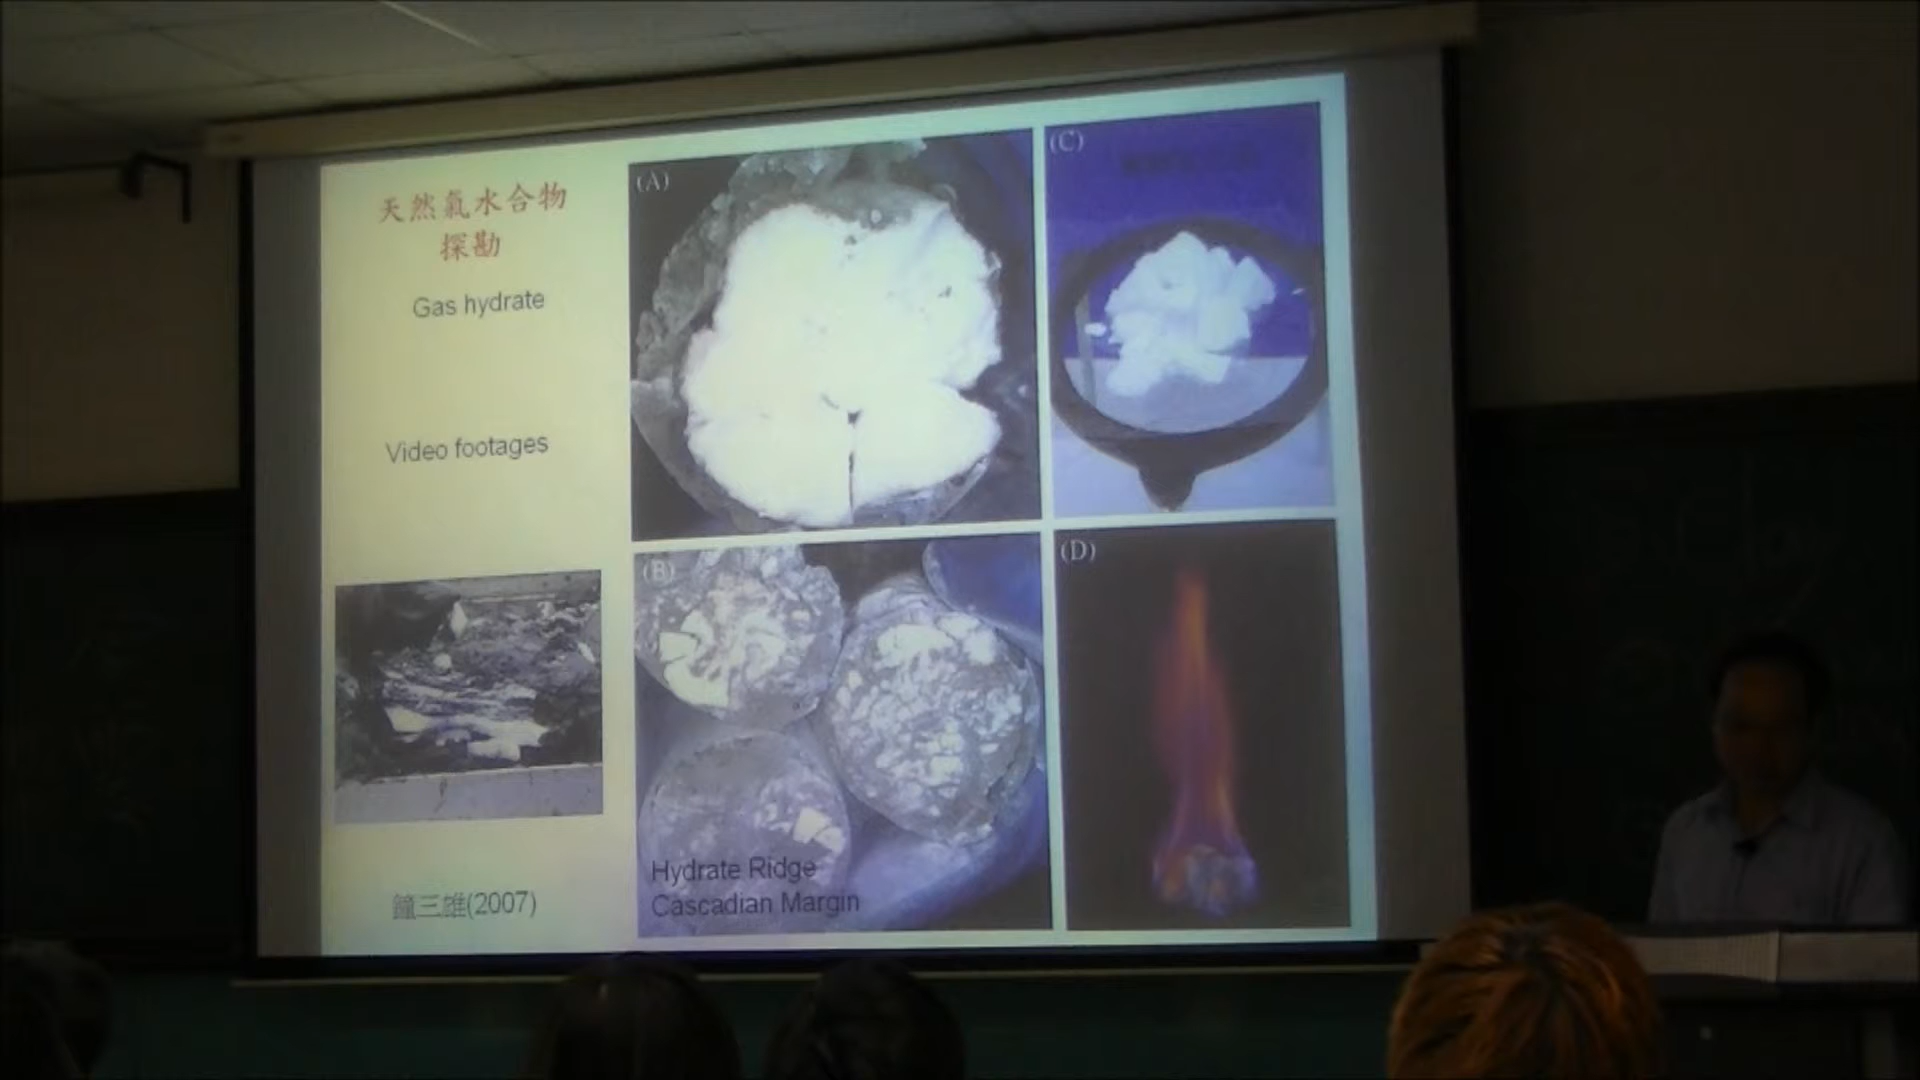 天然氣水合物
探勘
Gas hydrate
Video footages
鐘三雄(2007)
(A)
(B)
Hydrate Ridge
Cascadian Margin
(C)
(D)